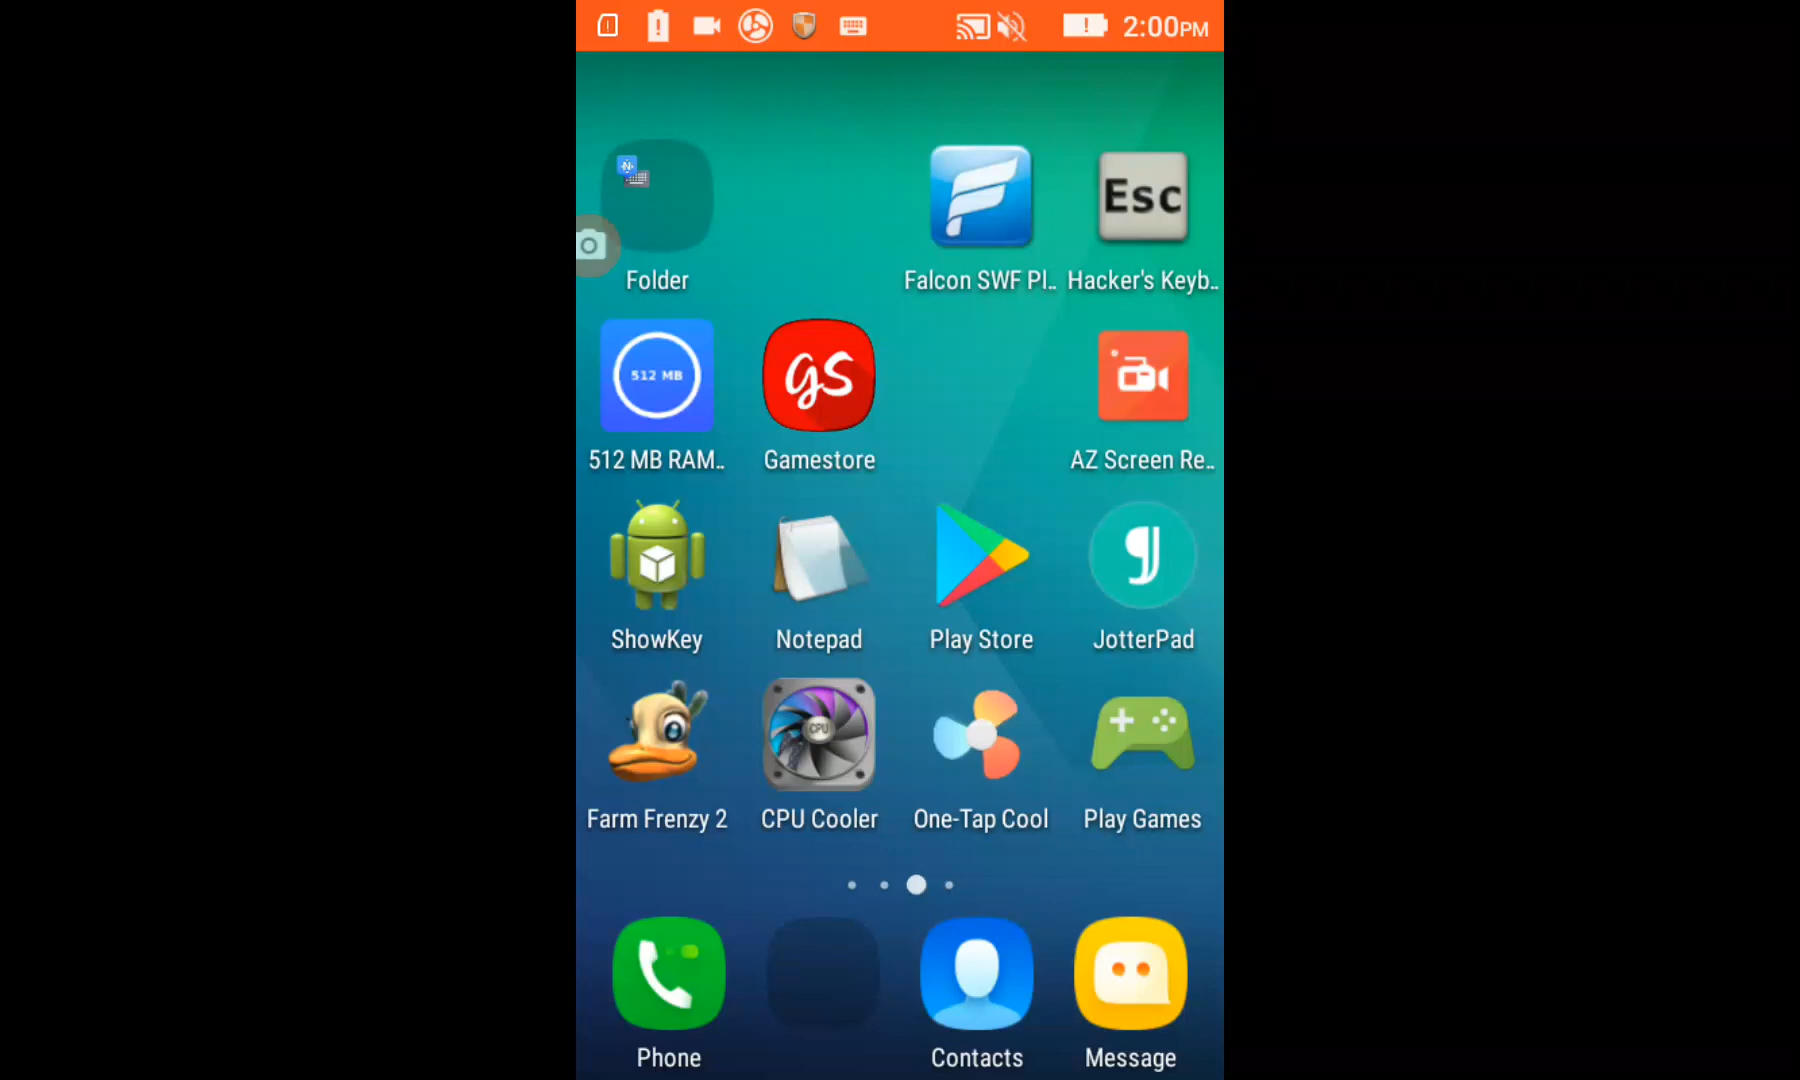 2:00PM
Folder
Falcon SWF Pl..
Esc
Hacker's Keyb..
512 MB
512 MB RAM..
gs
Gamestore
AZ Screen Re..
ShowKey
Notepad
Play Store
JotterPad
Farm Frenzy 2
CPU
CPU Cooler
One-Tap Cool
Play Games
Phone
Contacts
Message